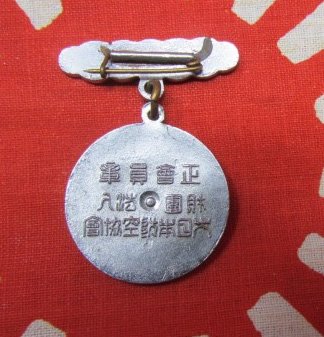 正會員章
財團法人
大日本防空協會